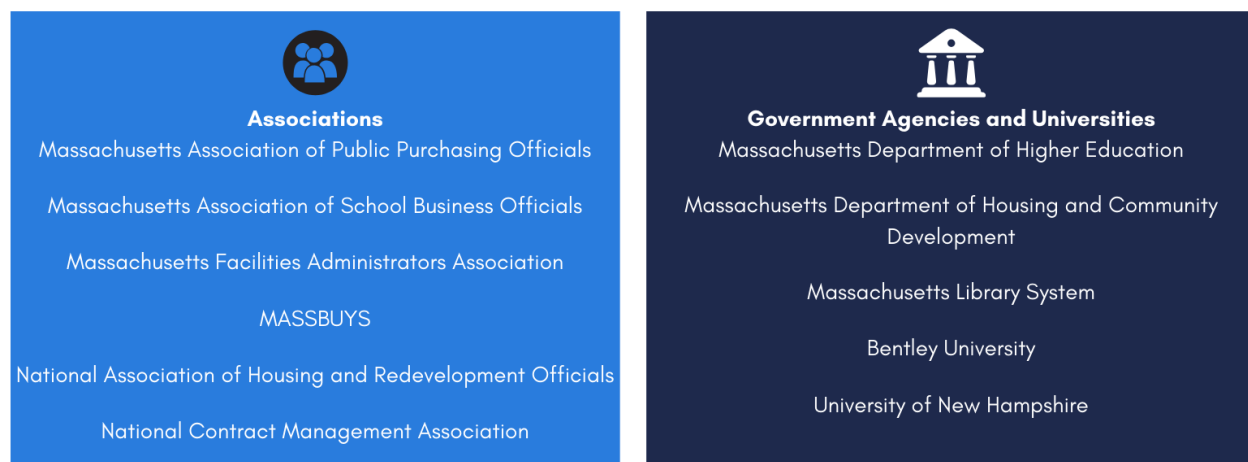 Associations
Massachusetts Association of Public Purchasing Officials
Massachusetts Association of School Business Officials
Massachusetts Facilities Administrators Association
MASSBUYS
National Association of Housing and Redevelopment Officials
National Contract Management Association
Government Agencies and Universities
Massachusetts Department of Higher Education
Massachusetts Department of Housing and Community
Development
Massachusetts Library System
Bentley University
University of New Hampshire